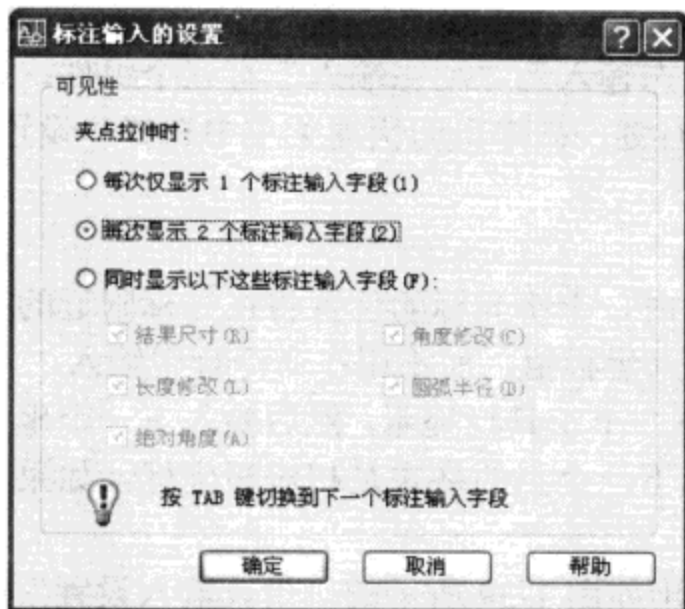 标注输入的设置
可见性
夹点拉伸时:
每次仅显示 1 个标注输入字段(1)
每次显示 2 个标注输入字段(2)
同时显示以下这些标注输入字段(F):
结果尺寸(R) 角度修改(C)
长度修改(L) 圆弧半径(D)
绝对角度(A)
按 TAB 键切换到下一个标注输入字段
确定 取消 帮助